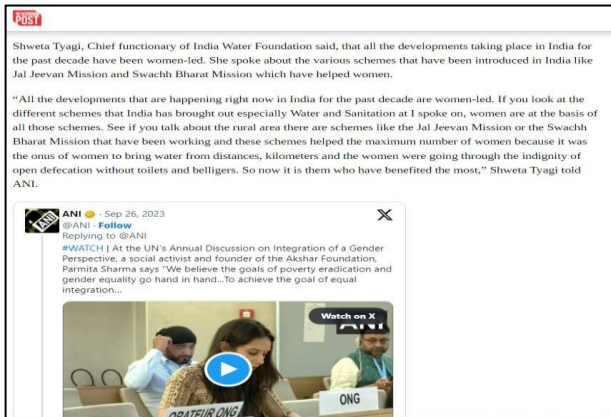 POST
Shweta Tyagi, Chief functionary of India Water Foundation said, that all the developments taking place in India for
the past decade have been women-led. She spoke about the various schemes that have been introduced in India like
Jal Jeevan Mission and Swachh Bharat Mission which have helped women.
“All the developments that are happening right now in India for the past decade are women-led. If you look at the
different schemes that India has brought out especially Water and Sanitation at I spoke on, women are at the basis of
all those schemes. See if you talk about the rural area there are schemes like the Jal Jeevan Mission or the Swachh
Bharat Mission that have been working and these schemes helped the maximum number of women because it was
the onus of women to bring water from distances, kilometers and the women were going through the indignity of
open defecation without toilets and belligers. So now it is them who have benefited the most,” Shweta Tyagi told
ANI.
ANI · Sep 26, 2023
@ANI · Follow
Replying to @ANI
#WATCH | At the UN's Annual Discussion on Integration of a Gender
Perspective, a social activist and founder of the Akshar Foundation,
Parmita Sharma says "We believe the goals of poverty eradication and
gender equality go hand in hand...To achieve the goal of equal
integration...
Watch on X
ANI
ONG
ORATEUR ONG